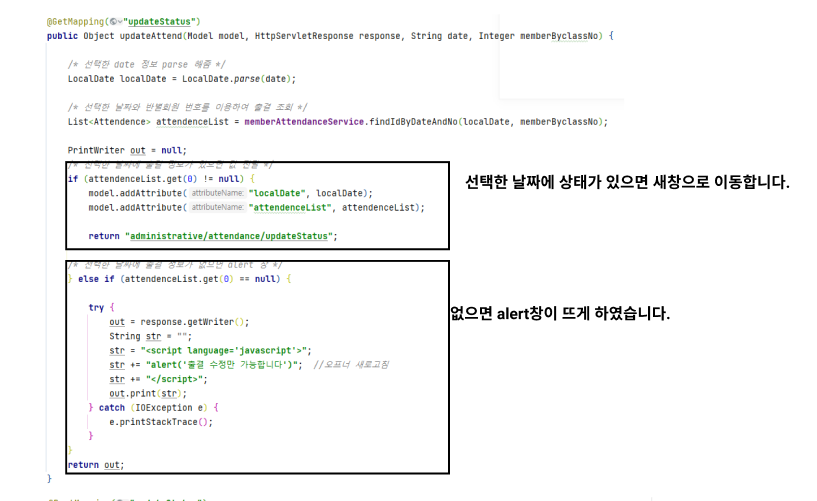 @GetMapping("updateStatus")
public Object updateAttend(Model model, HttpServletResponse response, String date, Integer memberByclassNo) {
/* 선택한 date 정보 parse 해줌 */
LocalDate localDate = LocalDate.parse(date);
/* 선택한 날짜와 반별회원 번호를 이용하여 출결 조회 */
List<Attendence> attendenceList = memberAttendanceService.findIdByDateAndNo(localDate, memberByclassNo);
PrintWriter out = null;
/* 선택한 날짜에 출결 정보가 있으면 값 전달 */
if (attendenceList.get(0) != null) {
선택한 날짜에 상태가 있으면 새창으로 이동합니다.
model.addAttribute( attributeName: "localDate", localDate);
model.addAttribute( attributeName: "attendenceList", attendenceList);
return "administrative/attendance/updateStatus";
/* 선택한 날짜에 출결 정보가 없으면 alert 창 */
} else if (attendenceList.get(0) == null) {
try {
없으면 alert창이 뜨게 하였습니다.
out = response.getWriter();
String str = "";
str = "<script language='javascript'>";
str += "alert('출결 수정만 가능합니다')"; //오프너 새로고침
str += "</script>";
out.print(str);
} catch (IOException e) {
e.printStackTrace();
}
}
return out;
}